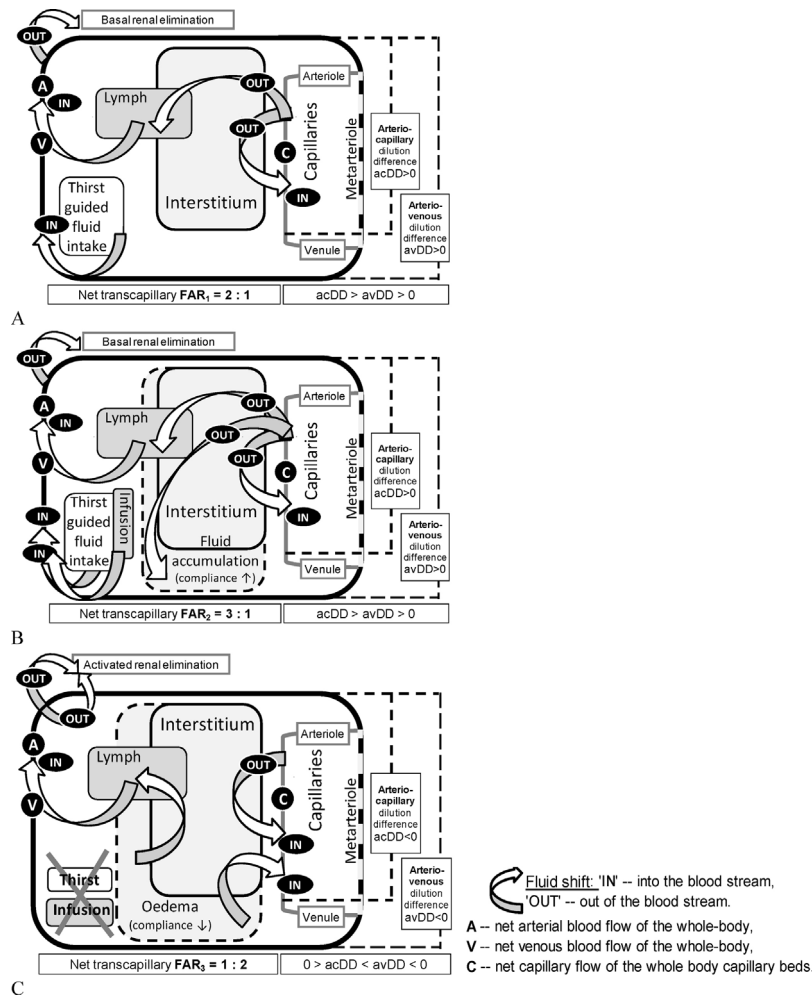 OUT
Basal renal elimination
A
IN
V
Lymph
Interstitium
OUT
OUT
IN
C
Arteriole
Capillaries
Metarteriole
Venule
Arterio-
capillary
dilution
difference
acDD>0
Arterio-
venous
dilution
difference
avDD>0
Thirst
guided
fluid
intake
IN
Net transcapillary FAR1 = 2 : 1
acDD > avDD > 0
A
OUT
Basal renal elimination
A
IN
V
Lymph
Interstitium
Fluid
accumulation
(compliance ↑)
OUT
OUT
OUT
IN
C
Arteriole
Capillaries
Metarteriole
Venule
Arterio-
capillary
dilution
difference
acDD>0
Arterio-
venous
dilution
difference
avDD>0
IN
IN
Thirst
guided
fluid
intake
Infusion
Net transcapillary FAR2 = 3 : 1
acDD > avDD > 0
B
Activated renal elimination
OUT
OUT
A
IN
V
Lymph
Interstitium
Oedema
(compliance ↓)
OUT
IN
IN
C
Arteriole
Capillaries
Metarteriole
Venule
Arterio-
capillary
dilution
difference
acDD<0
Arterio-
venous
dilution
difference
avDD<0
Thirst
Infusion
Net transcapillary FAR3 = 1 : 2
0 > acDD < avDD < 0
C
Fluid shift: 'IN' -- into the blood stream,
'OUT' -- out of the blood stream.
A -- net arterial blood flow of the whole-body,
V -- net venous blood flow of the whole-body,
C -- net capillary flow of the whole body capillary beds.